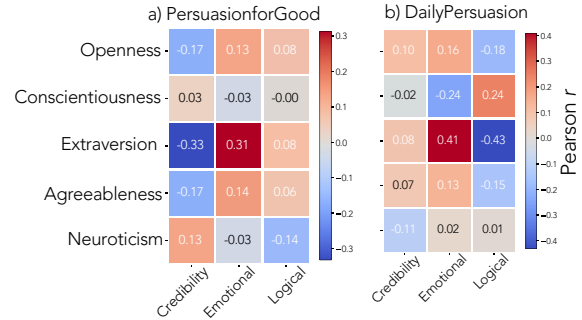 a) PersuasionforGood
b) DailyPersuasion
Openness -0.17 0.13 0.08
Conscientiousness 0.03 -0.03 -0.00
Extraversion -0.33 0.31 0.08
Agreeableness -0.17 0.14 0.06
Neuroticism 0.13 -0.03 -0.14
Credibility Emotional Logical
0.3
0.2
0.1
0.0
-0.1
-0.2
-0.3
0.10 0.16 -0.18
-0.02 -0.24 0.24
0.08 0.41 -0.43
0.07 0.13 -0.15
-0.11 0.02 0.01
Credibility Emotional Logical
0.4
0.3
0.2
0.1
0.0
-0.1
-0.2
-0.3
-0.4
Pearson r